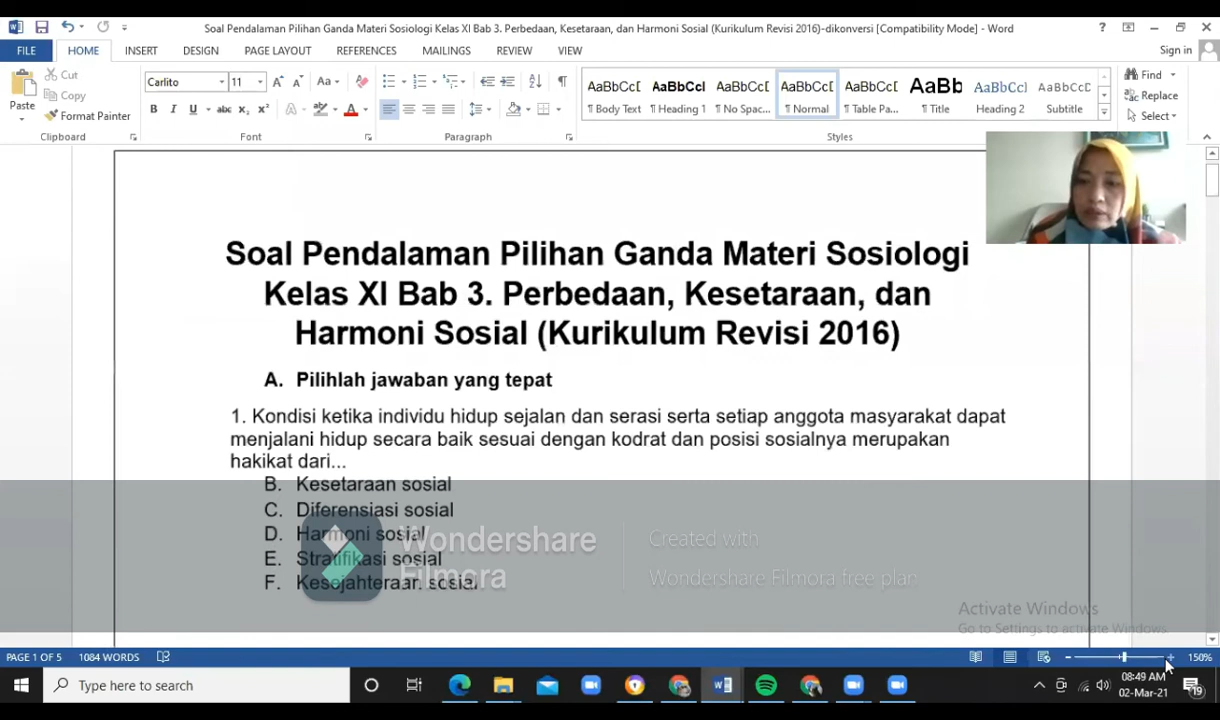 Soal Pendalaman Pilihan Ganda Materi Sosiologi Kelas XI Bab 3. Perbedaan, Kesetaraan, dan Harmoni Sosial (Kurikulum Revisi 2016)-dikonversi [Compatibility Mode] - Word
FILE HOME INSERT DESIGN PAGE LAYOUT REFERENCES MAILINGS REVIEW VIEW Sign in
Paste
Cut
Copy
Format Painter
Clipboard
Carlito 11
Font
Paragraph
AaBbCcD AaBbCcI AaBbCcD AaBbCcD AaBbCcD AaBb AaBbCcI AaBbCcD
¶ Body Text ¶ Heading 1 ¶ No Spac... ¶ Normal ¶ Table Pa... ¶ Title Heading 2 Subtitle
Styles
Find
Replace
Select
Soal Pendalaman Pilihan Ganda Materi Sosiologi
Kelas XI Bab 3. Perbedaan, Kesetaraan, dan
Harmoni Sosial (Kurikulum Revisi 2016)
A. Pilihlah jawaban yang tepat
1. Kondisi ketika individu hidup sejalan dan serasi serta setiap anggota masyarakat dapat
menjalani hidup secara baik sesuai dengan kodrat dan posisi sosialnya merupakan
hakikat dari...
B. Kesetaraan sosial
C. Diferensiasi sosial
D. Harmoni sosial
E. Stratifikasi sosial
F. Kesejahteraan sosial
Wondershare
Filmora
Created with
Wondershare Filmora free plan
Activate Windows
Go to Settings to activate Windows.
PAGE 1 OF 5 1084 WORDS 150%
Type here to search
08:49 AM
02-Mar-21
19